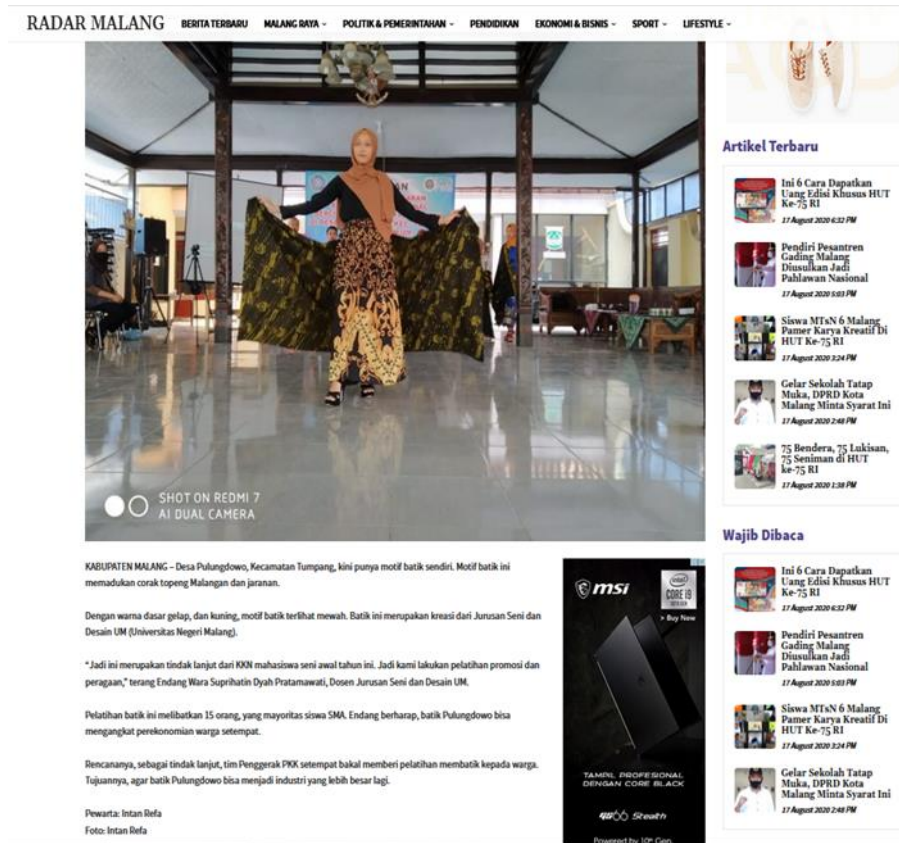 RADAR MALANG
BERITA TERBARU MALANG RAYA POLITIK & PEMERINTAHAN PENDIDIKAN EKONOMI & BISNIS SPORT LIFESTYLE
SHOT ON REDMI 7
AI DUAL CAMERA
KABUPATEN MALANG – Desa Pulungdowo, Kecamatan Tumpang, kini punya motif batik sendiri. Motif batik ini
memadukan corak topeng Malangan dan jaranan.
Dengan warna dasar gelap, dan kuning, motif batik terlihat mewah. Batik ini merupakan kreasi dari Jurusan Seni dan
Desain UM (Universitas Negeri Malang).
“Jadi ini merupakan tindak lanjut dari KKN mahasiswa seni awal tahun ini. Jadi kami lakukan pelatihan promosi dan
peragaan,” terang Endang Wara Suprihatin Dyah Pratamawati, Dosen Jurusan Seni dan Desain UM.
Pelatihan batik ini melibatkan 15 orang, yang mayoritas siswa SMA. Endang berharap, batik Pulungdowo bisa
mengangkat perekonomian warga setempat.
Rencananya, sebagai tindak lanjut, tim Penggerak PKK setempat bakal memberi pelatihan membatik kepada warga.
Tujuannya, agar batik Pulungdowo bisa menjadi industri yang lebih besar lagi.
Pewarta: Intan Refa
Foto: Intan Refa
msi
intel
CORE i9
> Buy Now
TAMPIL PROFESIONAL
DENGAN CORE BLACK
GS66 Stealth
Powered by 10th Gen
Artikel Terbaru
Ini 6 Cara Dapatkan
Uang Edisi Khusus HUT
Ke-75 RI
17 August 2020 6:32 PM
Pendiri Pesantren
Gading Malang
Diusulkan Jadi
Pahlawan Nasional
17 August 2020 5:03 PM
Siswa MTsN 6 Malang
Pamer Karya Kreatif Di
HUT Ke-75 RI
17 August 2020 3:24 PM
Gelar Sekolah Tatap
Muka, DPRD Kota
Malang Minta Syarat Ini
17 August 2020 2:48 PM
75 Bendera, 75 Lukisan,
75 Seniman di HUT
ke-75 RI
17 August 2020 1:38 PM
Wajib Dibaca
Ini 6 Cara Dapatkan
Uang Edisi Khusus HUT
Ke-75 RI
17 August 2020 6:32 PM
Pendiri Pesantren
Gading Malang
Diusulkan Jadi
Pahlawan Nasional
17 August 2020 5:03 PM
Siswa MTsN 6 Malang
Pamer Karya Kreatif Di
HUT Ke-75 RI
17 August 2020 3:24 PM
Gelar Sekolah Tatap
Muka, DPRD Kota
Malang Minta Syarat Ini
17 August 2020 2:48 PM